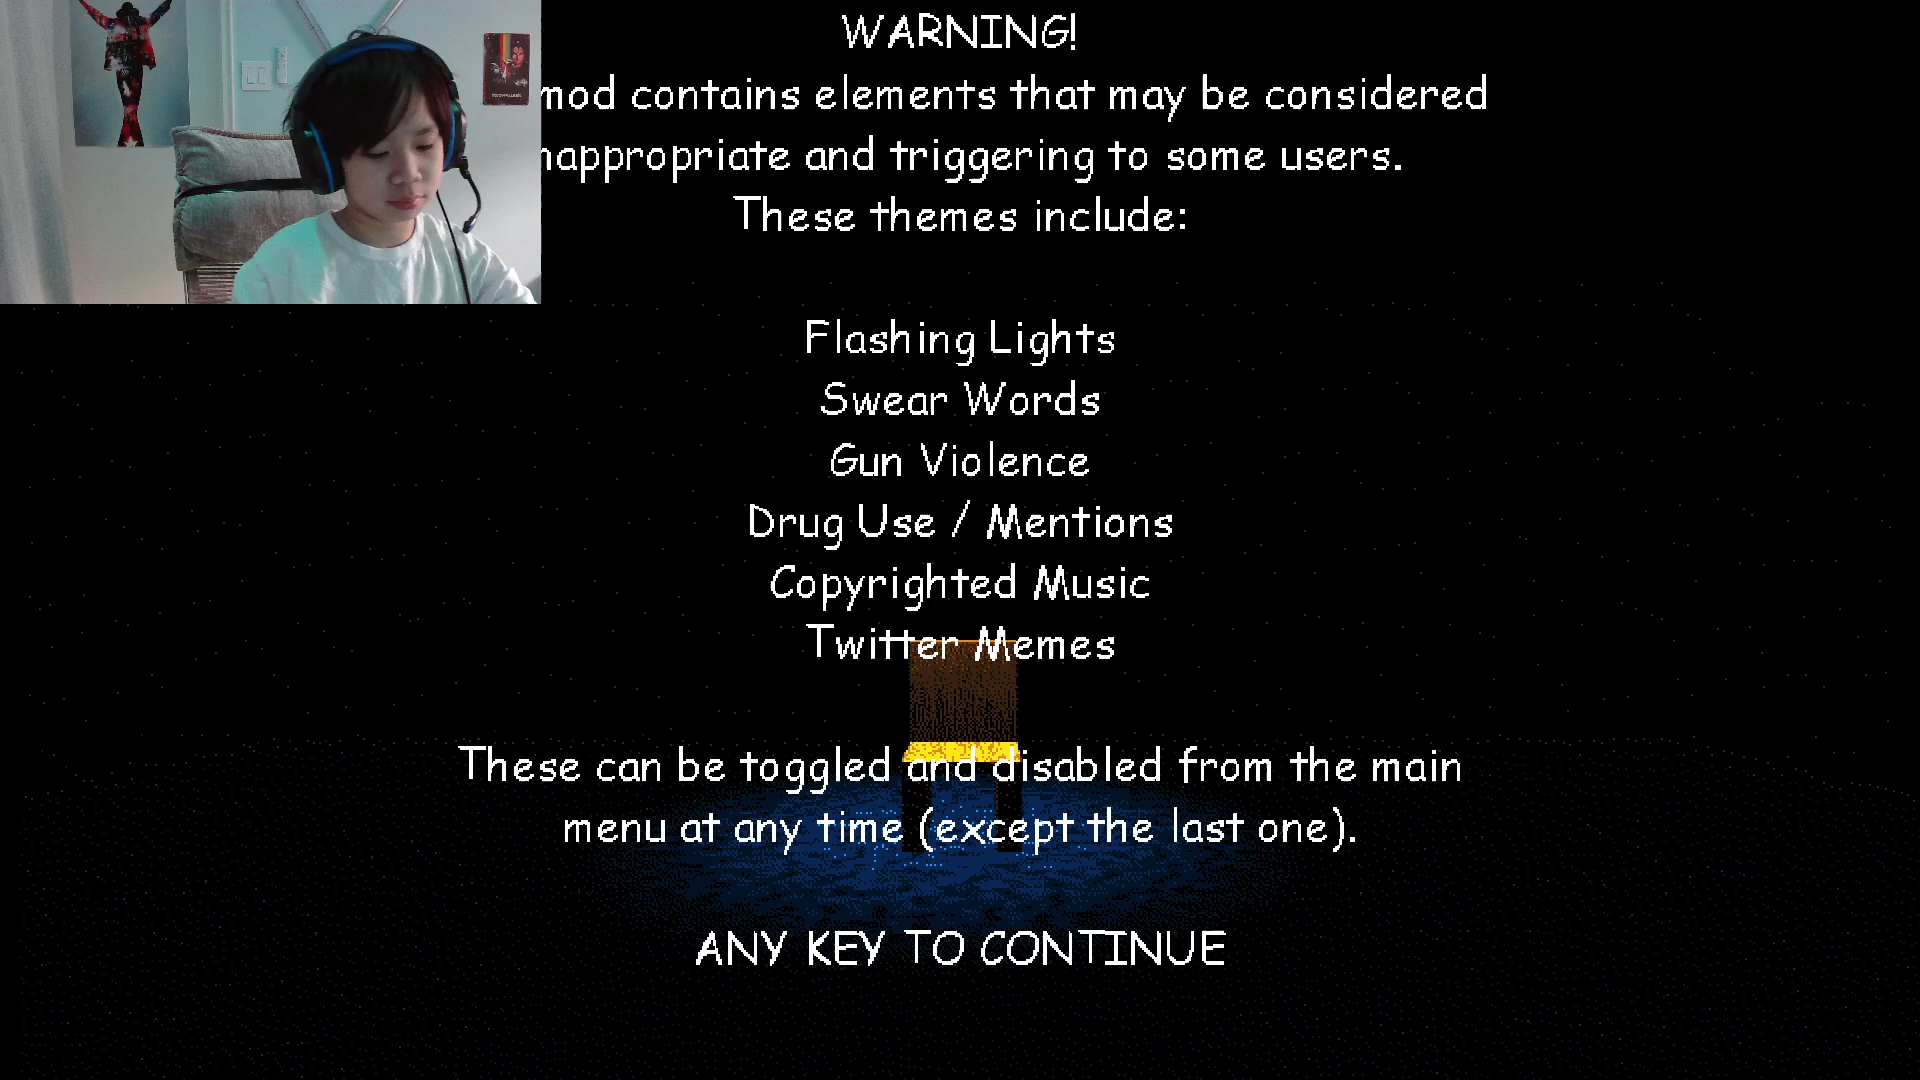 WARNING!
mod contains elements that may be considered
and triggering to some users.
These themes include:
Flashing Lights
Swear Words
Gun Violence
Drug Use / Mentions
Copyrighted Music
Twitter Memes
These can be toggled and disabled from the main
menu at any time (except the last one).
ANY KEY TO CONTINUE